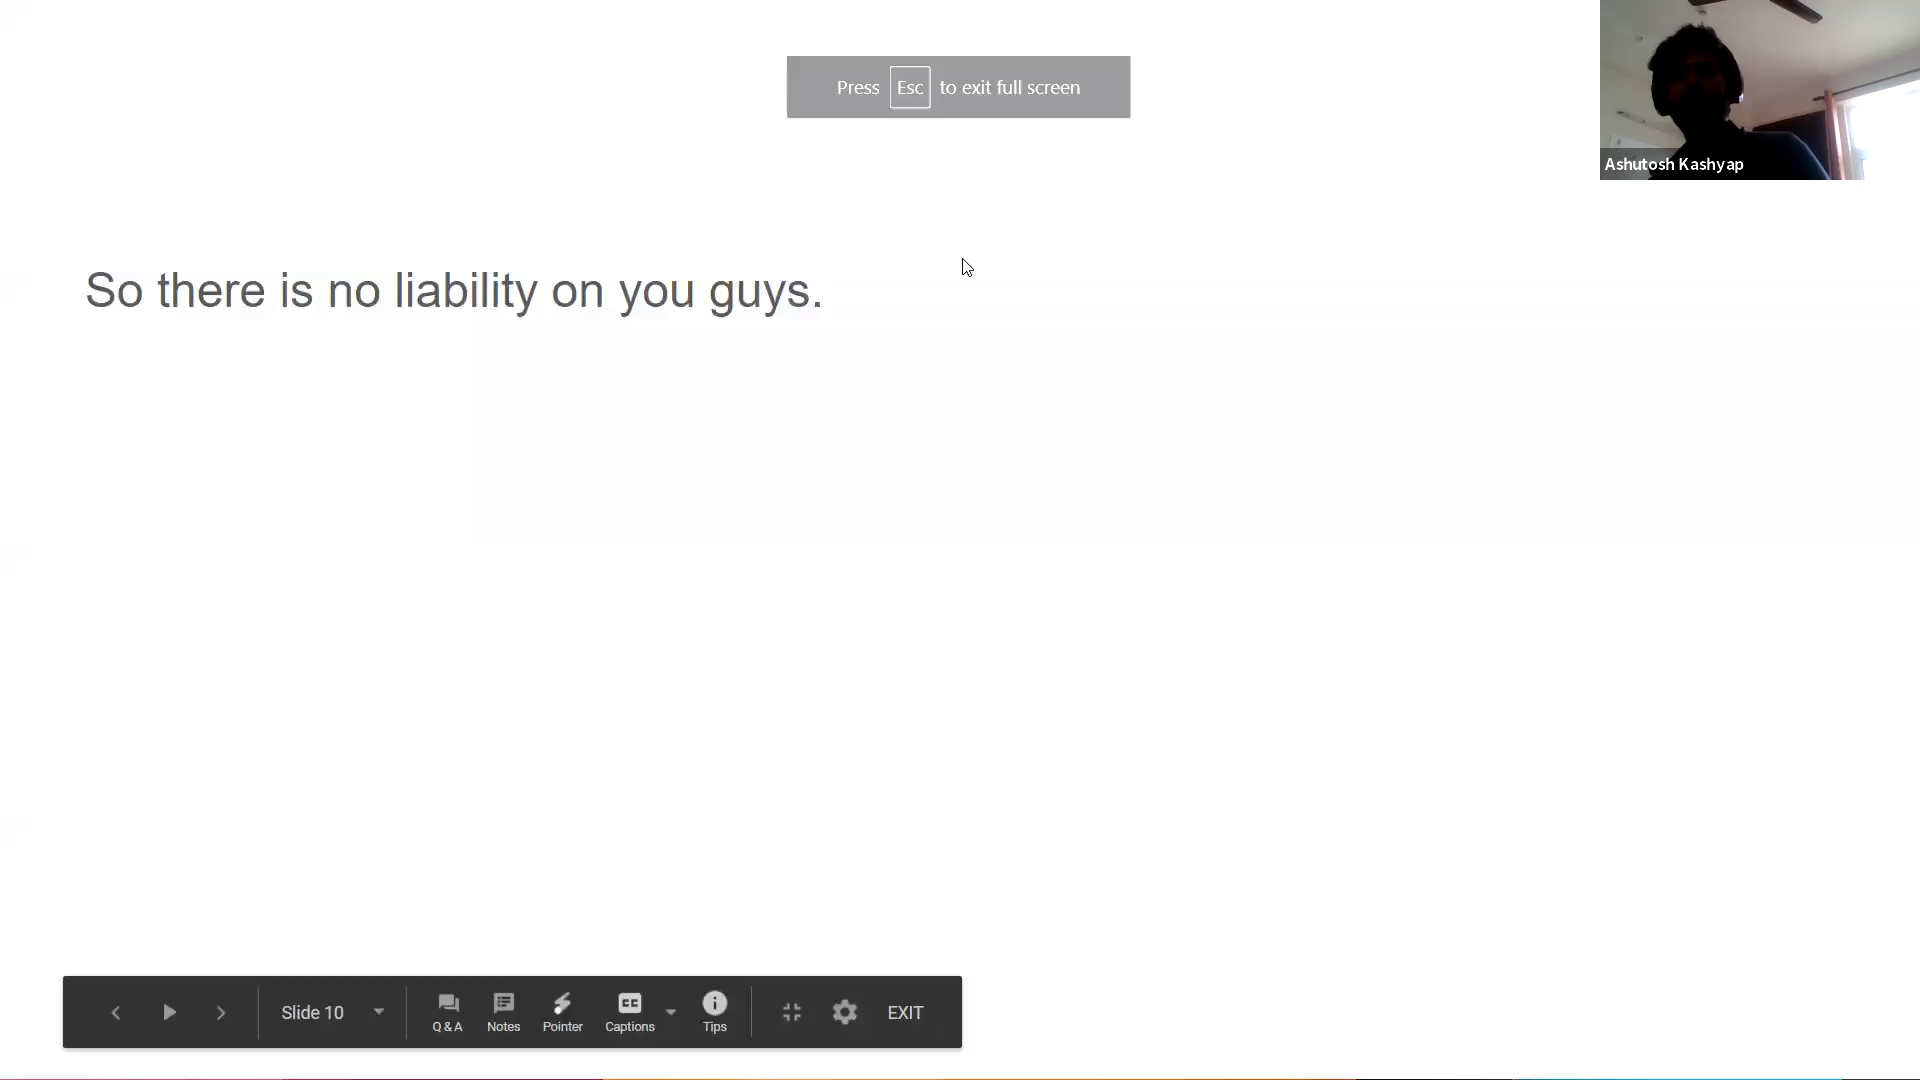 Press Esc to exit full screen
Ashutosh Kashyap
So there is no liability on you guys.
Slide 10
Q & A
Notes
Pointer
CC
Captions
Tips
EXIT